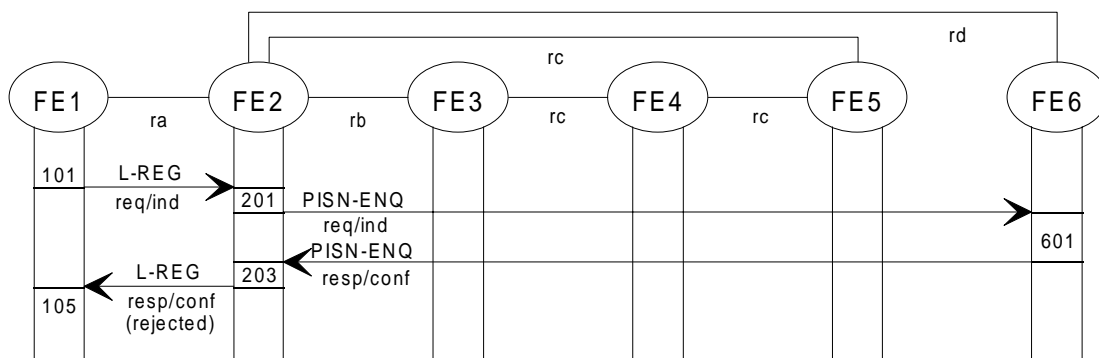 rd
rc
FE1
FE2
FE3
FE4
FE5
FE6
ra
rb
rc
rc
101
L-REG
req/ind
201
PISN-ENQ
req/ind
PISN-ENQ
resp/conf
601
203
L-REG
resp/conf
(rejected)
105